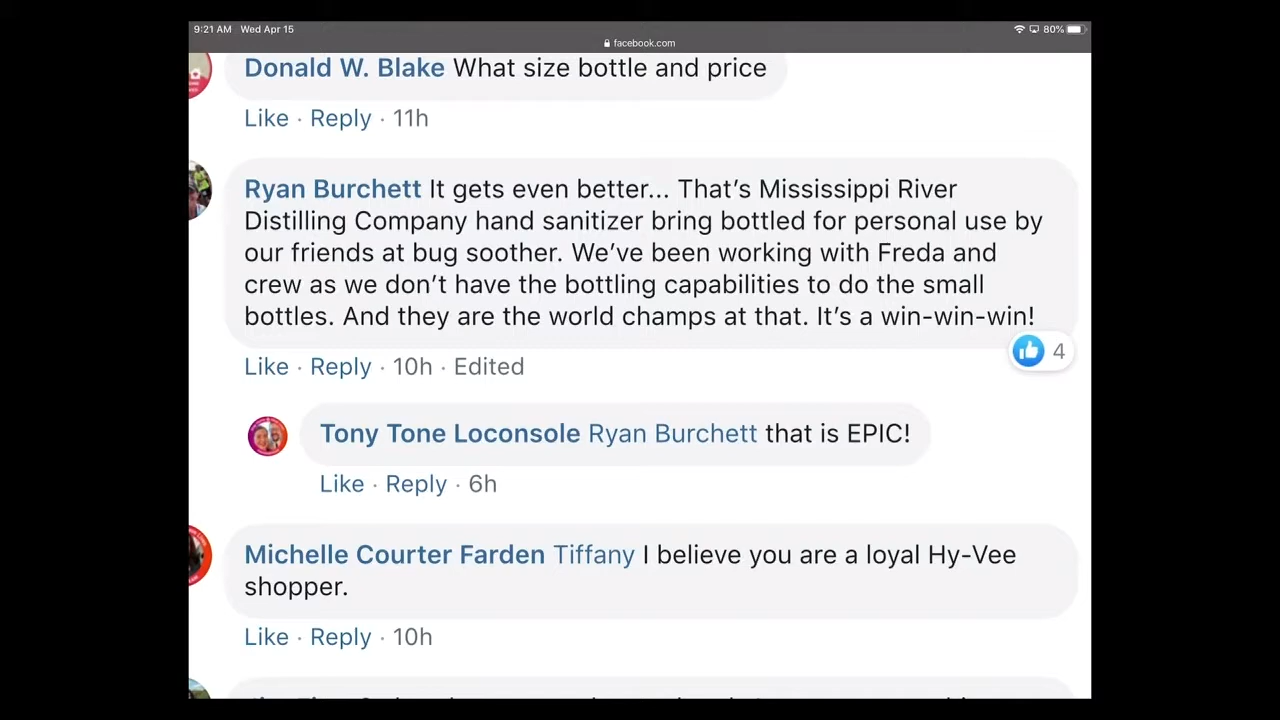 9:21 AM Wed Apr 15
80%
facebook.com
Donald W. Blake What size bottle and price
Like · Reply · 11h
Ryan Burchett It gets even better... That's Mississippi River
Distilling Company hand sanitizer bring bottled for personal use by
our friends at bug soother. We've been working with Freda and
crew as we don't have the bottling capabilities to do the small
bottles. And they are the world champs at that. It's a win-win-win!
4
Like · Reply · 10h · Edited
Tony Tone Loconsole Ryan Burchett that is EPIC!
Like · Reply · 6h
Michelle Courter Farden Tiffany I believe you are a loyal Hy-Vee
shopper.
Like · Reply · 10h